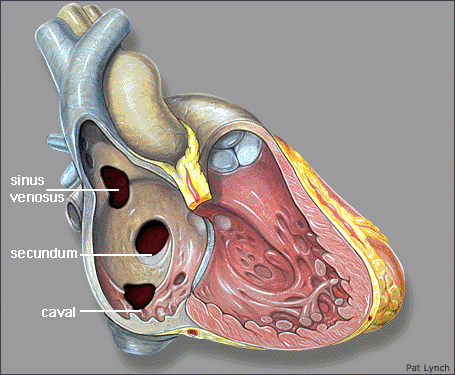 sinus
venosus
secundum
caval
Pat Lynch